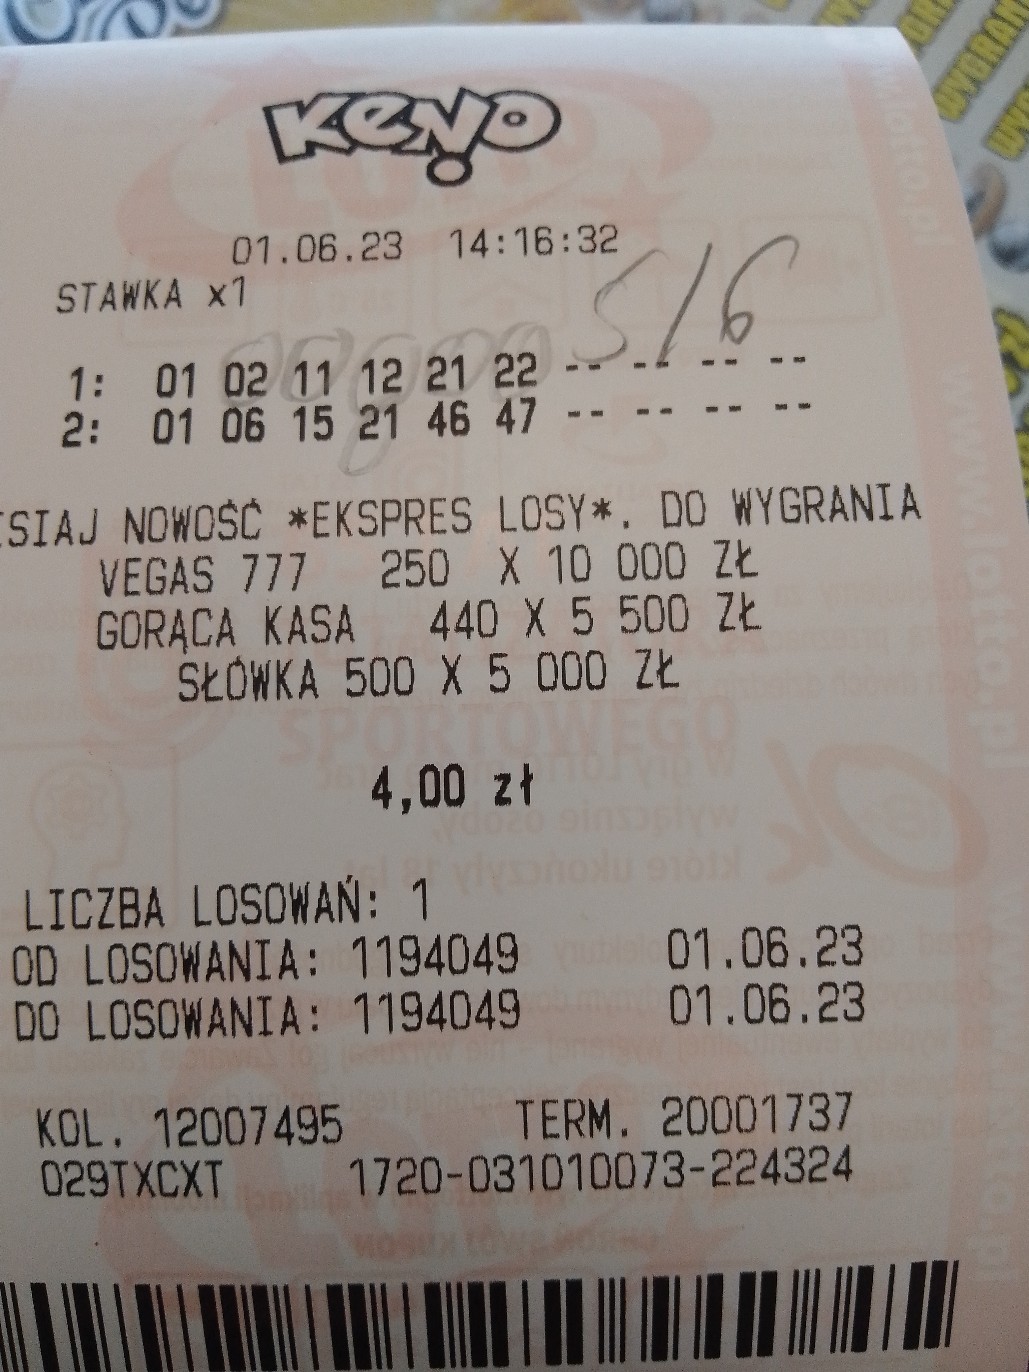 KENO
01.06.23 14:16:32
STAWKA x1
5/6
1: 01 02 11 12 21 22 -- -- -- --
2: 01 06 15 21 46 47 -- -- -- --
ESIAJ NOWOŚĆ *EKSPRES LOSY*. DO WYGRANIA
VEGAS 777 250 X 10 000 ZŁ
GORĄCA KASA 440 X 5 500 ZŁ
SŁÓWKA 500 X 5 000 ZŁ
4,00 zł
LICZBA LOSOWAŃ: 1
OD LOSOWANIA: 1194049 01.06.23
DO LOSOWANIA: 1194049 01.06.23
KOL. 12007495 TERM. 20001737
029TXCXT 1720-031010073-224324